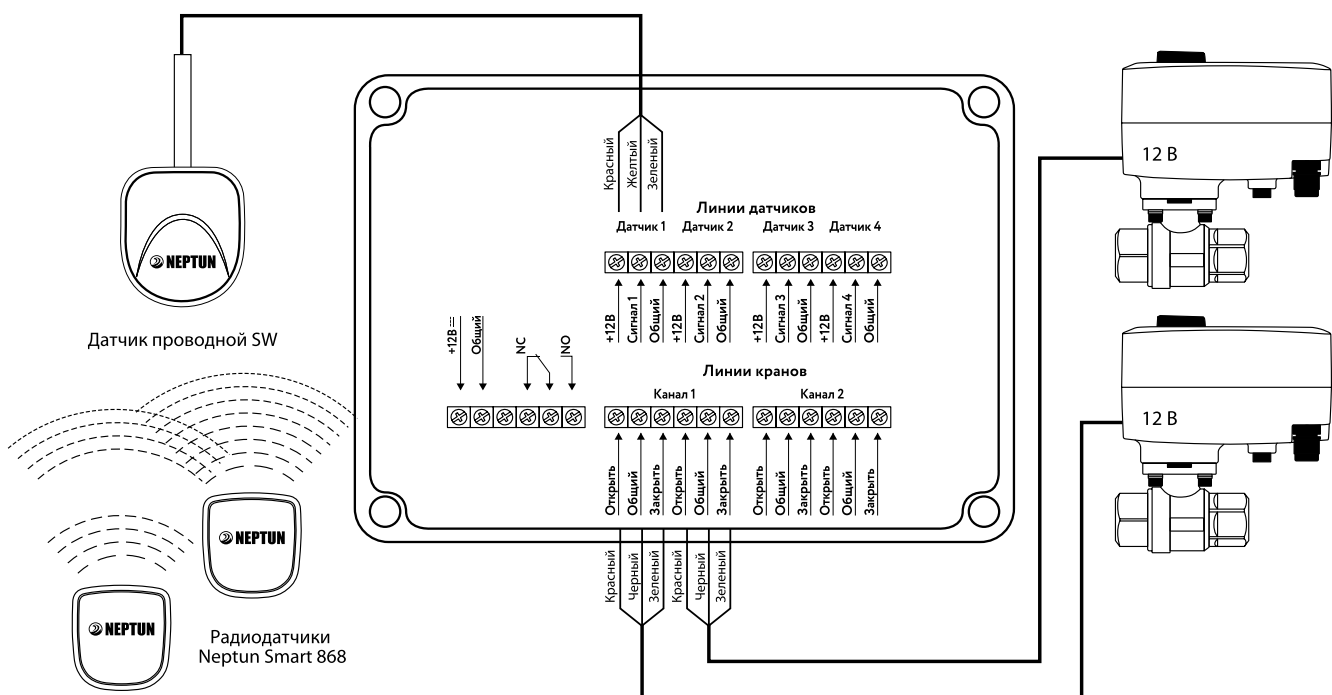 Красный
Желтый
Зеленый
12 В
Линии датчиков
Датчик 1
Датчик 2
Датчик 3
Датчик 4
NEPTUN
+12В
Сигнал 1
Общий
+12В
Сигнал 2
Общий
+12В
Сигнал 3
Общий
+12В
Сигнал 4
Общий
Датчик проводной SW
+12В
Общий
NC
NO
Линии кранов
Канал 1
Канал 2
12 В
Открыть
Общий
Закрыть
Открыть
Общий
Закрыть
Открыть
Общий
Закрыть
Открыть
Общий
Закрыть
NEPTUN
Красный
Черный
Зеленый
Красный
Черный
Зеленый
NEPTUN
Радиодатчики
Neptun Smart 868